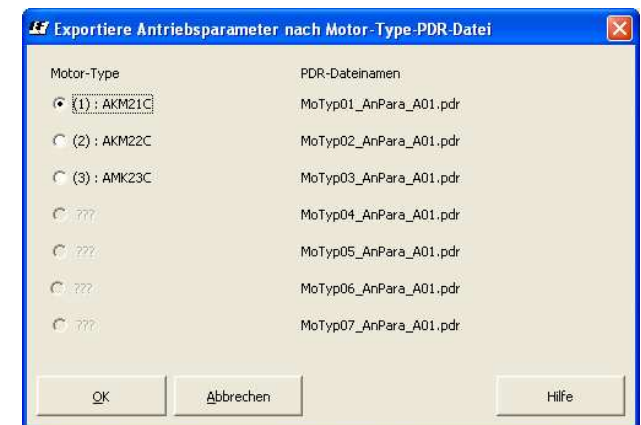 Exportiere Antriebsparameter nach Motor-Type-PDR-Datei
Motor-Type PDR-Dateinamen
(1) : AKM21C MoTyp01_AnPara_A01.pdr
(2) : AKM22C MoTyp02_AnPara_A01.pdr
(3) : AMK23C MoTyp03_AnPara_A01.pdr
??? MoTyp04_AnPara_A01.pdr
??? MoTyp05_AnPara_A01.pdr
??? MoTyp06_AnPara_A01.pdr
??? MoTyp07_AnPara_A01.pdr
OK Abbrechen Hilfe